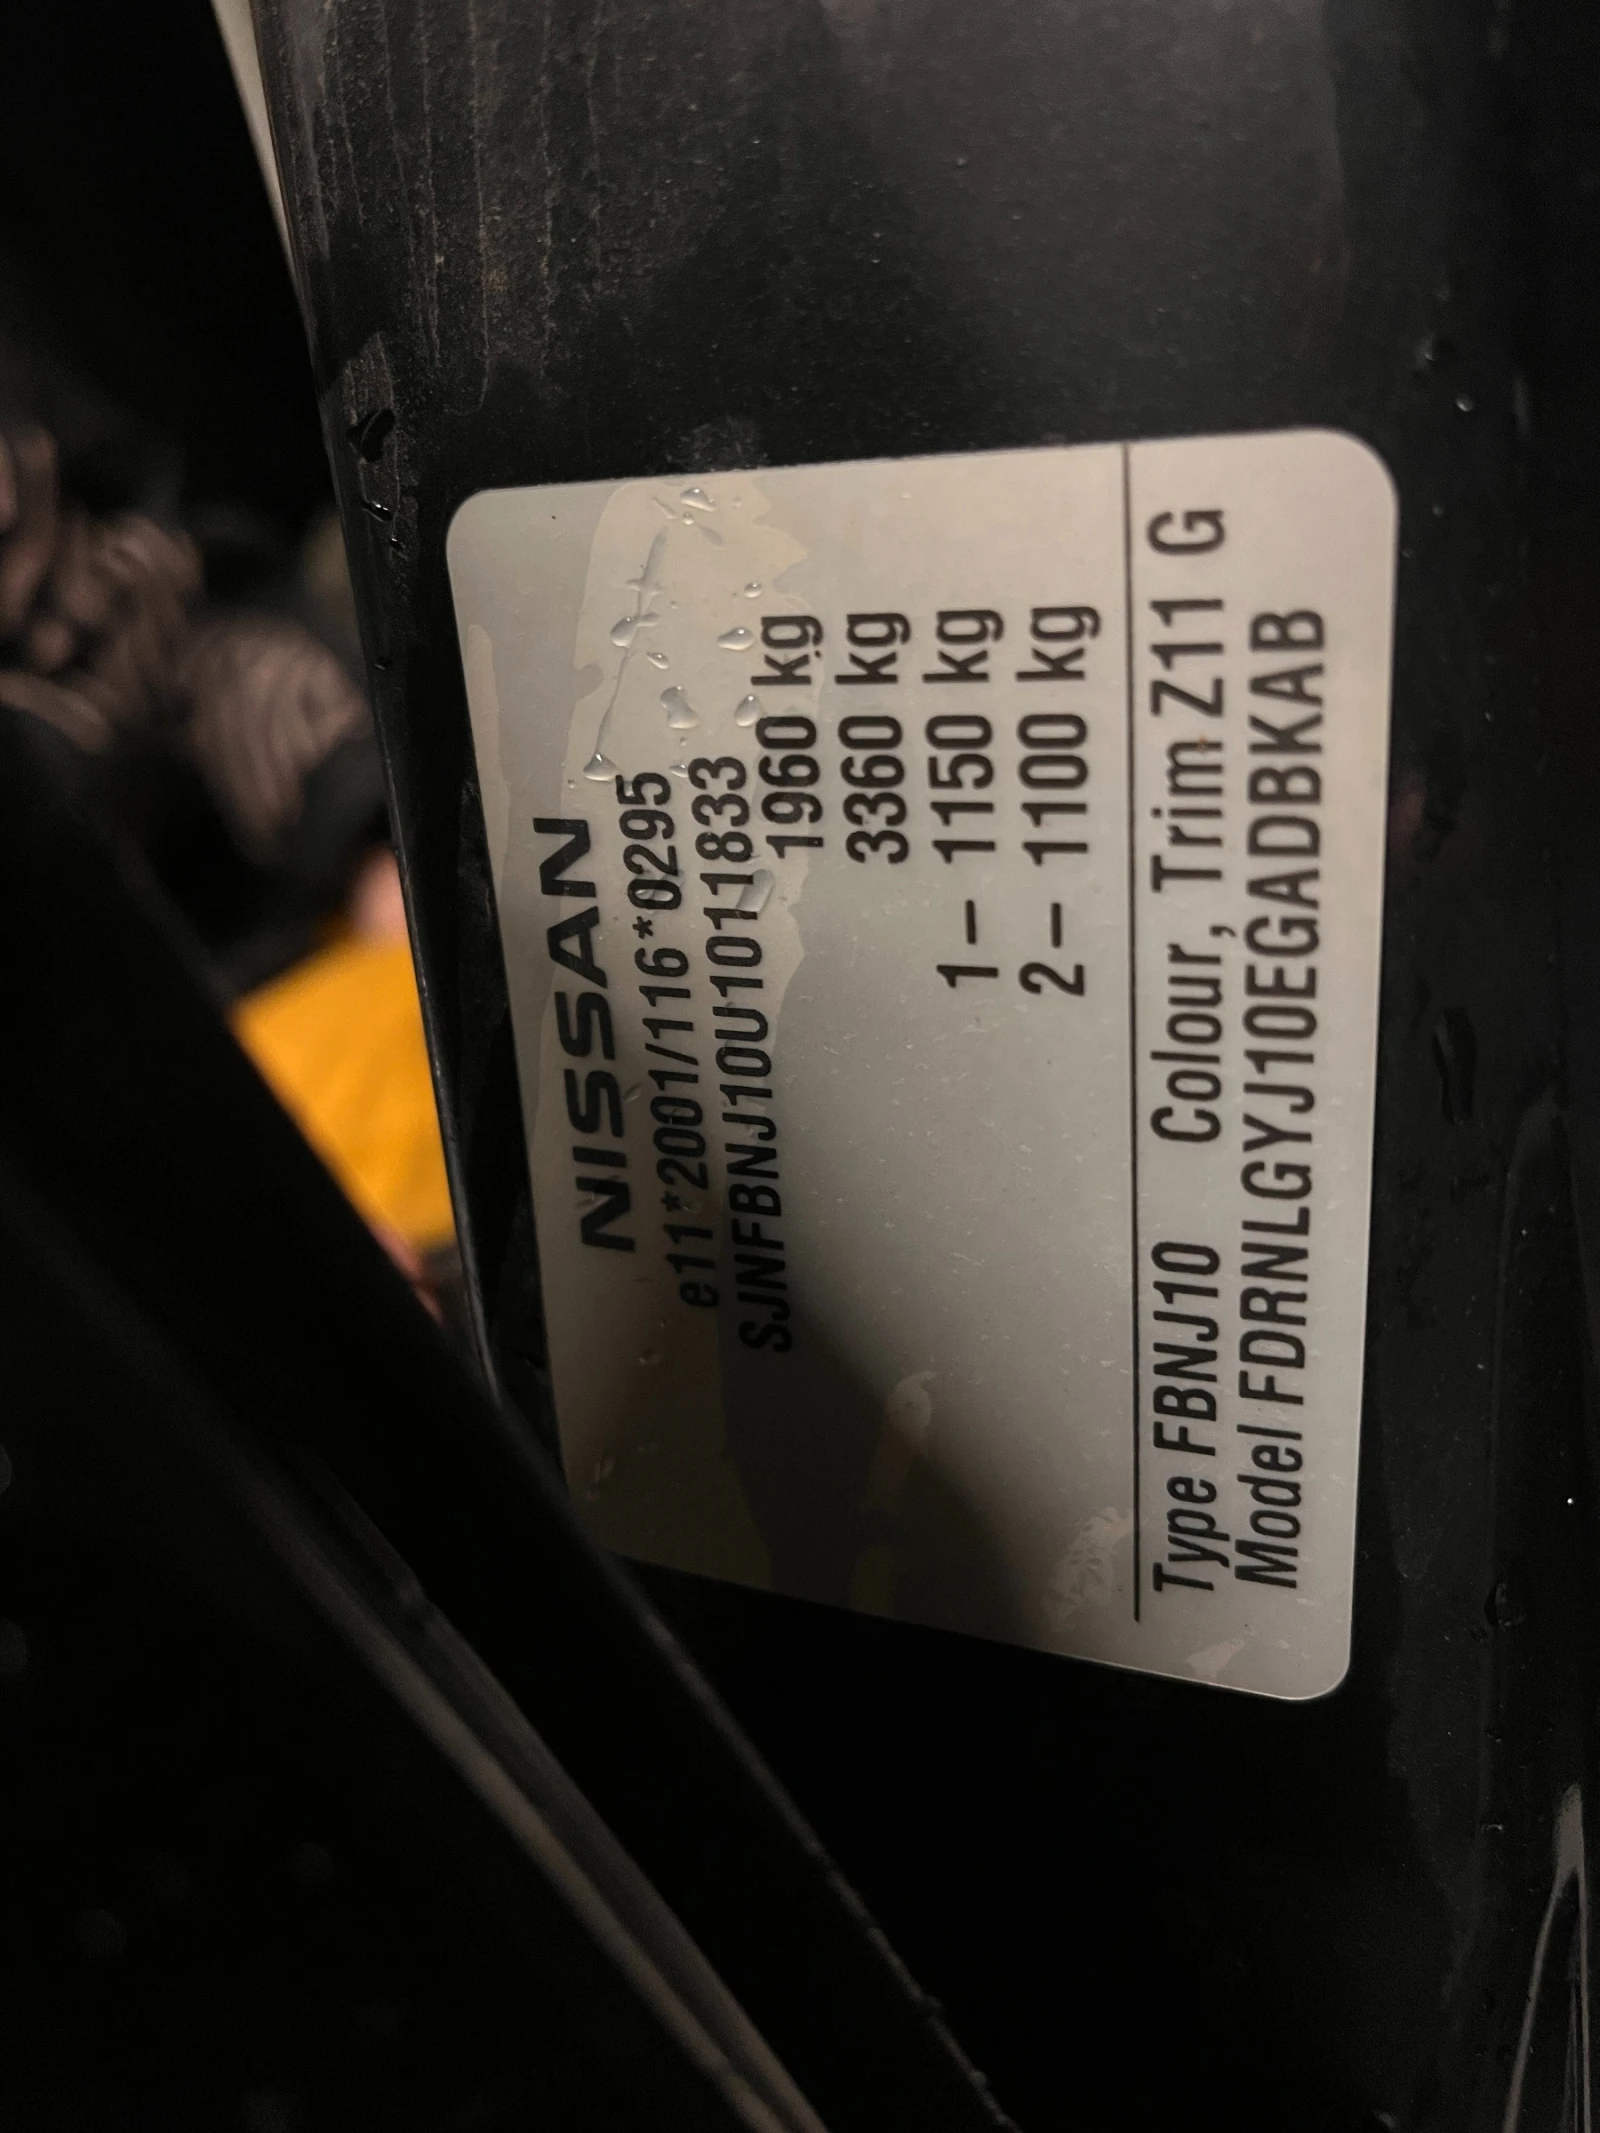 NISSAN
e11*2001/116*0295
SJNFBNJ10U1011833
1960 kg
3360 kg
1 – 1150 kg
2 – 1100 kg
Type FBNJ10 Colour, Trim Z11 G
Model FDRNLGYJ10EGADBKAB